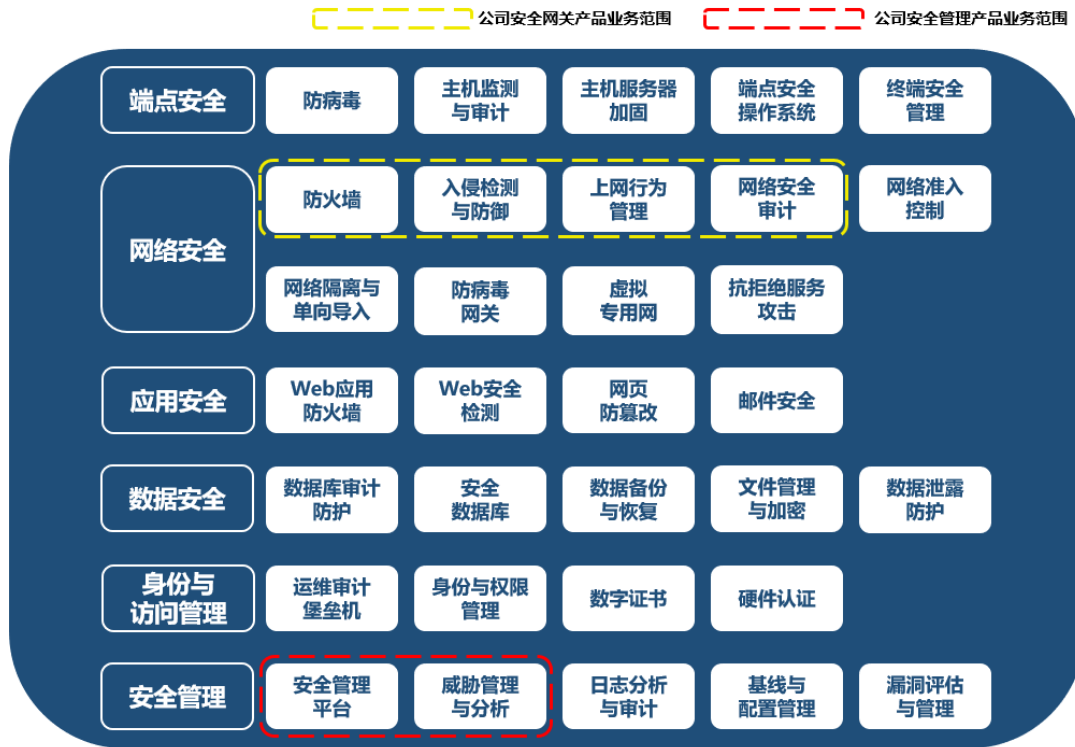 公司安全网关产品业务范围
公司安全管理产品业务范围
端点安全
防病毒
主机监测
与审计
主机服务器
加固
端点安全
操作系统
终端安全
管理
网络安全
防火墙
入侵检测
与防御
上网行为
管理
网络安全
审计
网络准入
控制
网络隔离与
单向导入
防病毒
网关
虚拟
专用网
抗拒绝服务
攻击
应用安全
Web应用
防火墙
Web安全
检测
网页
防篡改
邮件安全
数据安全
数据库审计
防护
安全
数据库
数据备份
与恢复
文件管理
与加密
数据泄露
防护
身份与
访问管理
运维审计
堡垒机
身份与权限
管理
数字证书
硬件认证
安全管理
安全管理
平台
威胁管理
与分析
日志分析
与审计
基线与
配置管理
漏洞评估
与管理